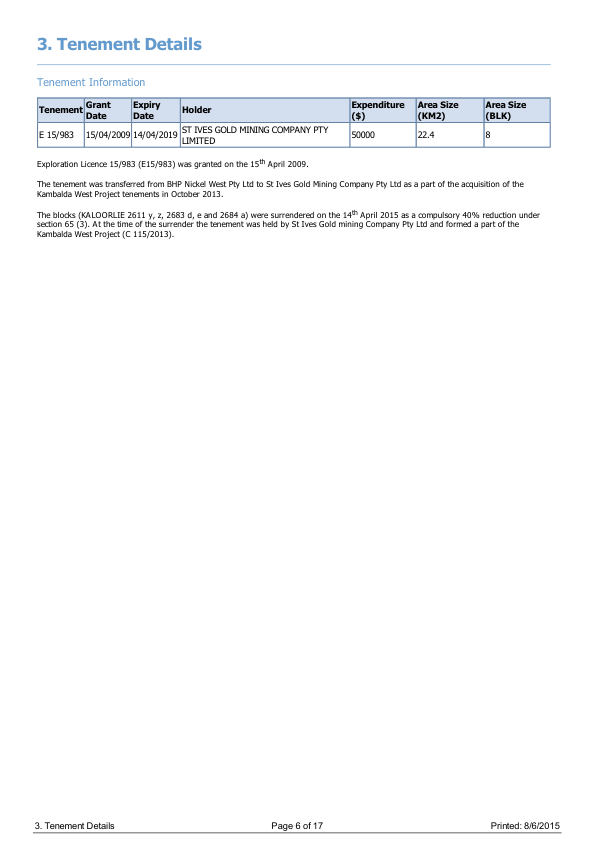 3. Tenement Details
Tenement Information
Tenement Grant Date Expiry Date Holder Expenditure ($) Area Size (KM2) Area Size (BLK)
E 15/983 15/04/2009 14/04/2019 ST IVES GOLD MINING COMPANY PTY LIMITED 50000 22.4 8
Exploration Licence 15/983 (E15/983) was granted on the 15th April 2009.
The tenement was transferred from BHP Nickel West Pty Ltd to St Ives Gold Mining Company Pty Ltd as a part of the acquisition of the
Kambalda West Project tenements in October 2013.
The blocks (KALOORLIE 2611 y, z, 2683 d, e and 2684 a) were surrendered on the 14th April 2015 as a compulsory 40% reduction under
section 65 (3). At the time of the surrender the tenement was held by St Ives Gold mining Company Pty Ltd and formed a part of the
Kambalda West Project (C 115/2013).
3. Tenement Details Page 6 of 17 Printed: 8/6/2015